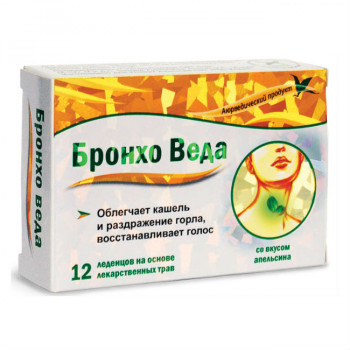 Аюрведический продукт
Бронхо Веда
Облегчает кашель
и раздражение горла,
восстанавливает голос
12 леденцов на основе
лекарственных трав
со вкусом
апельсина
Бронхо Веда